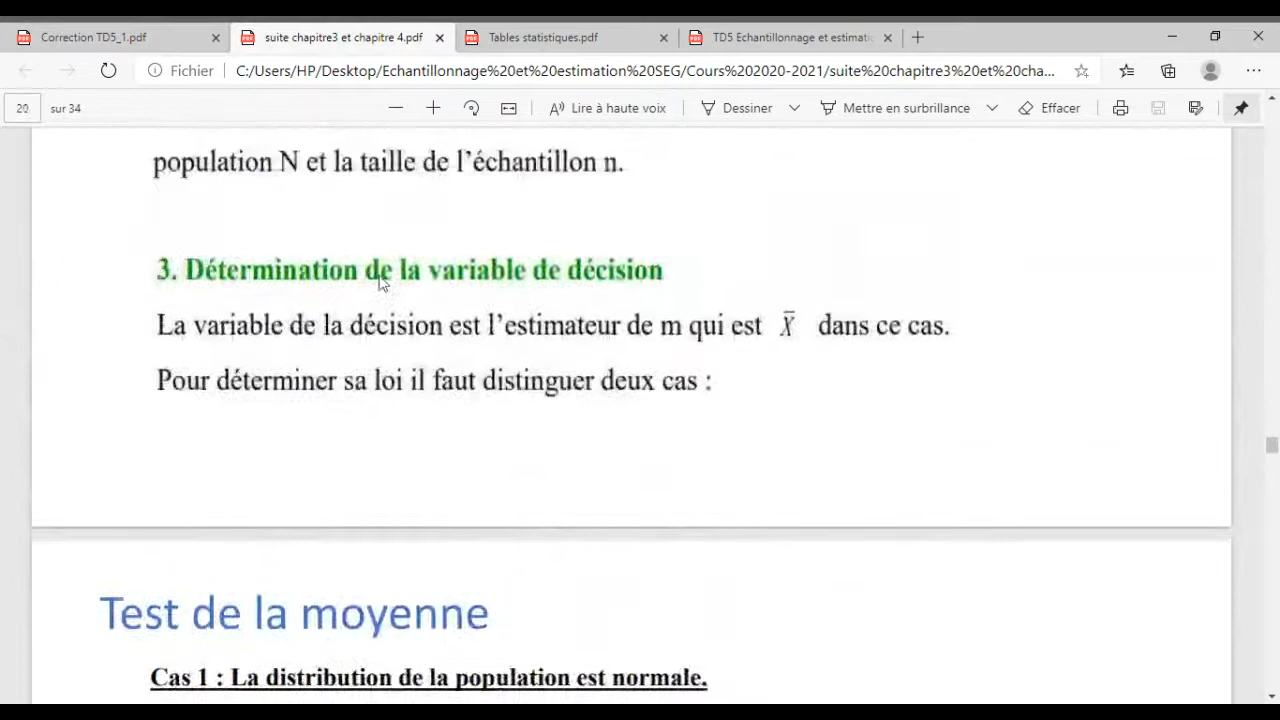 Correction TD5_1.pdf
suite chapitre3 et chapitre 4.pdf
Tables statistiques.pdf
TD5 Echantillonnage et estimati
Fichier
C:/Users/HP/Desktop/Echantillonnage%20et%20estimation%20SEG/Cours%202020-2021/suite%20chapitre3%20et%20cha...
20 sur 34
Lire à haute voix
Dessiner
Mettre en surbrillance
Effacer
population N et la taille de l'échantillon n.
3. Détermination de la variable de décision
La variable de la décision est l'estimateur de m qui est X̄ dans ce cas.
Pour déterminer sa loi il faut distinguer deux cas :
Test de la moyenne
Cas 1 : La distribution de la population est normale.